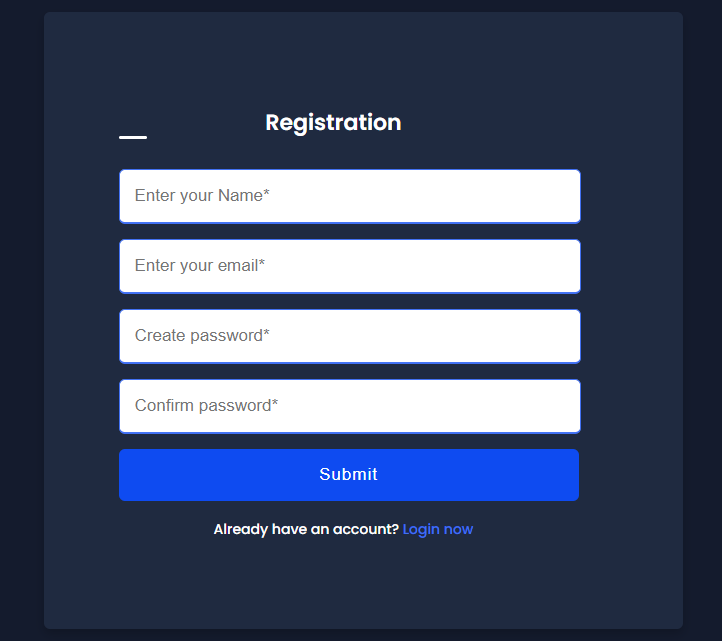 Registration
Enter your Name*
Enter your email*
Create password*
Confirm password*
Submit
Already have an account? Login now